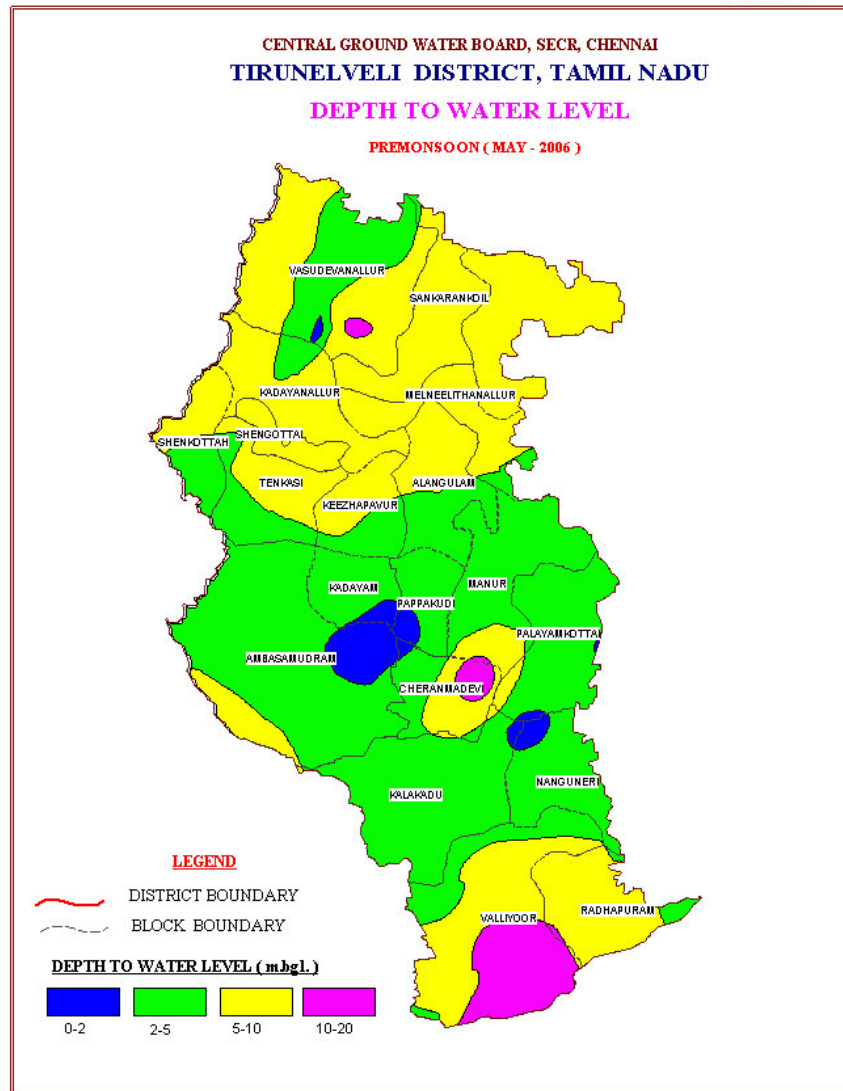 CENTRAL GROUND WATER BOARD, SECR, CHENNAI
TIRUNELVELI DISTRICT, TAMIL NADU
DEPTH TO WATER LEVEL
PREMONSOON ( MAY - 2006 )
VASUDEVANALLUR
SANKARANKOIL
KADAYANALLUR
MELNEELITHANALLUR
SHENKOTTAH
SHENGOTTAI
TENKASI
ALANGULAM
KEEZHAPAVUR
KADAYAM
MANUR
PAPPAKUDI
PALAYAMKOTTAI
AMBASAMUDRAM
CHERANMADEVI
KALAKADU
NANGUNERI
RADHAPURAM
VALLIYOOR
LEGEND
DISTRICT BOUNDARY
BLOCK BOUNDARY
DEPTH TO WATER LEVEL ( m.bgl. )
0-2
2-5
5-10
10-20